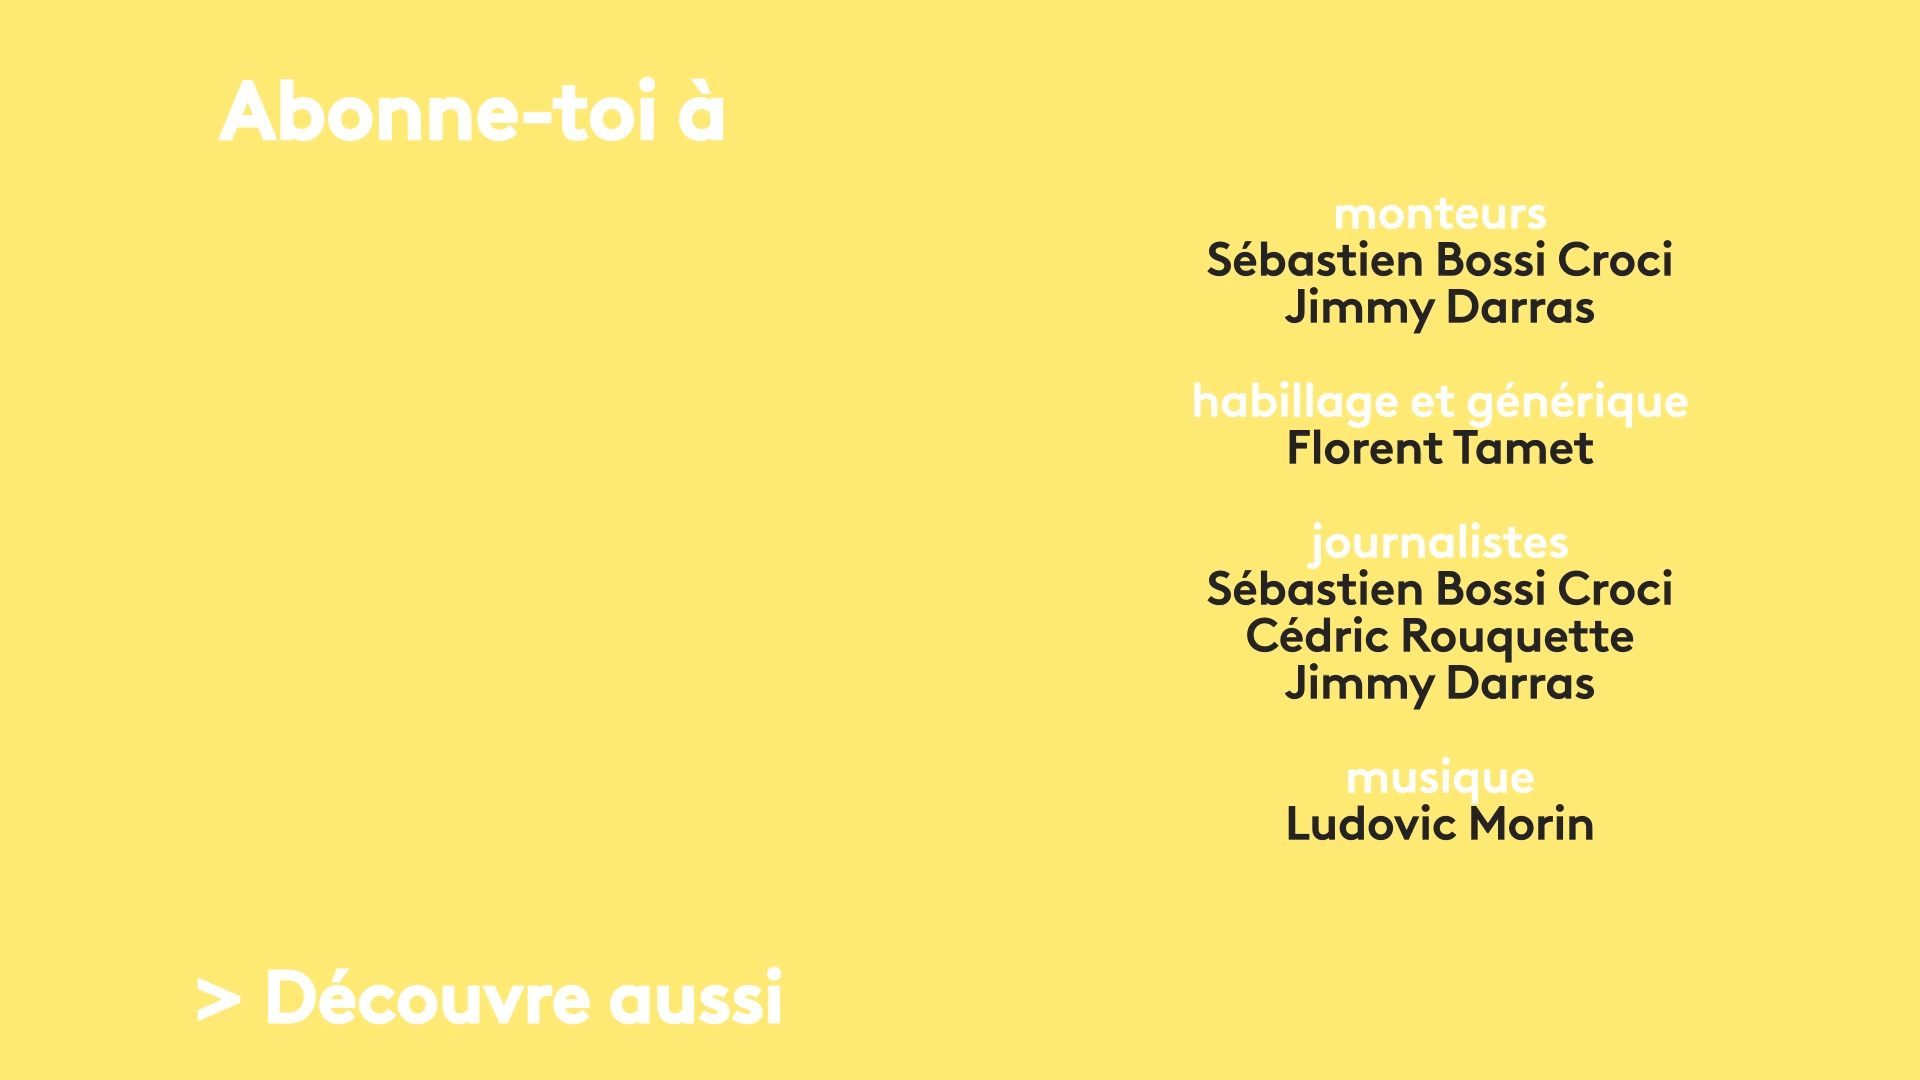 Abonne-toi à
monteurs
Sébastien Bossi Croci
Jimmy Darras
habillage et générique
Florent Tamet
journalistes
Sébastien Bossi Croci
Cédric Rouquette
Jimmy Darras
musique
Ludovic Morin
> Découvre aussi